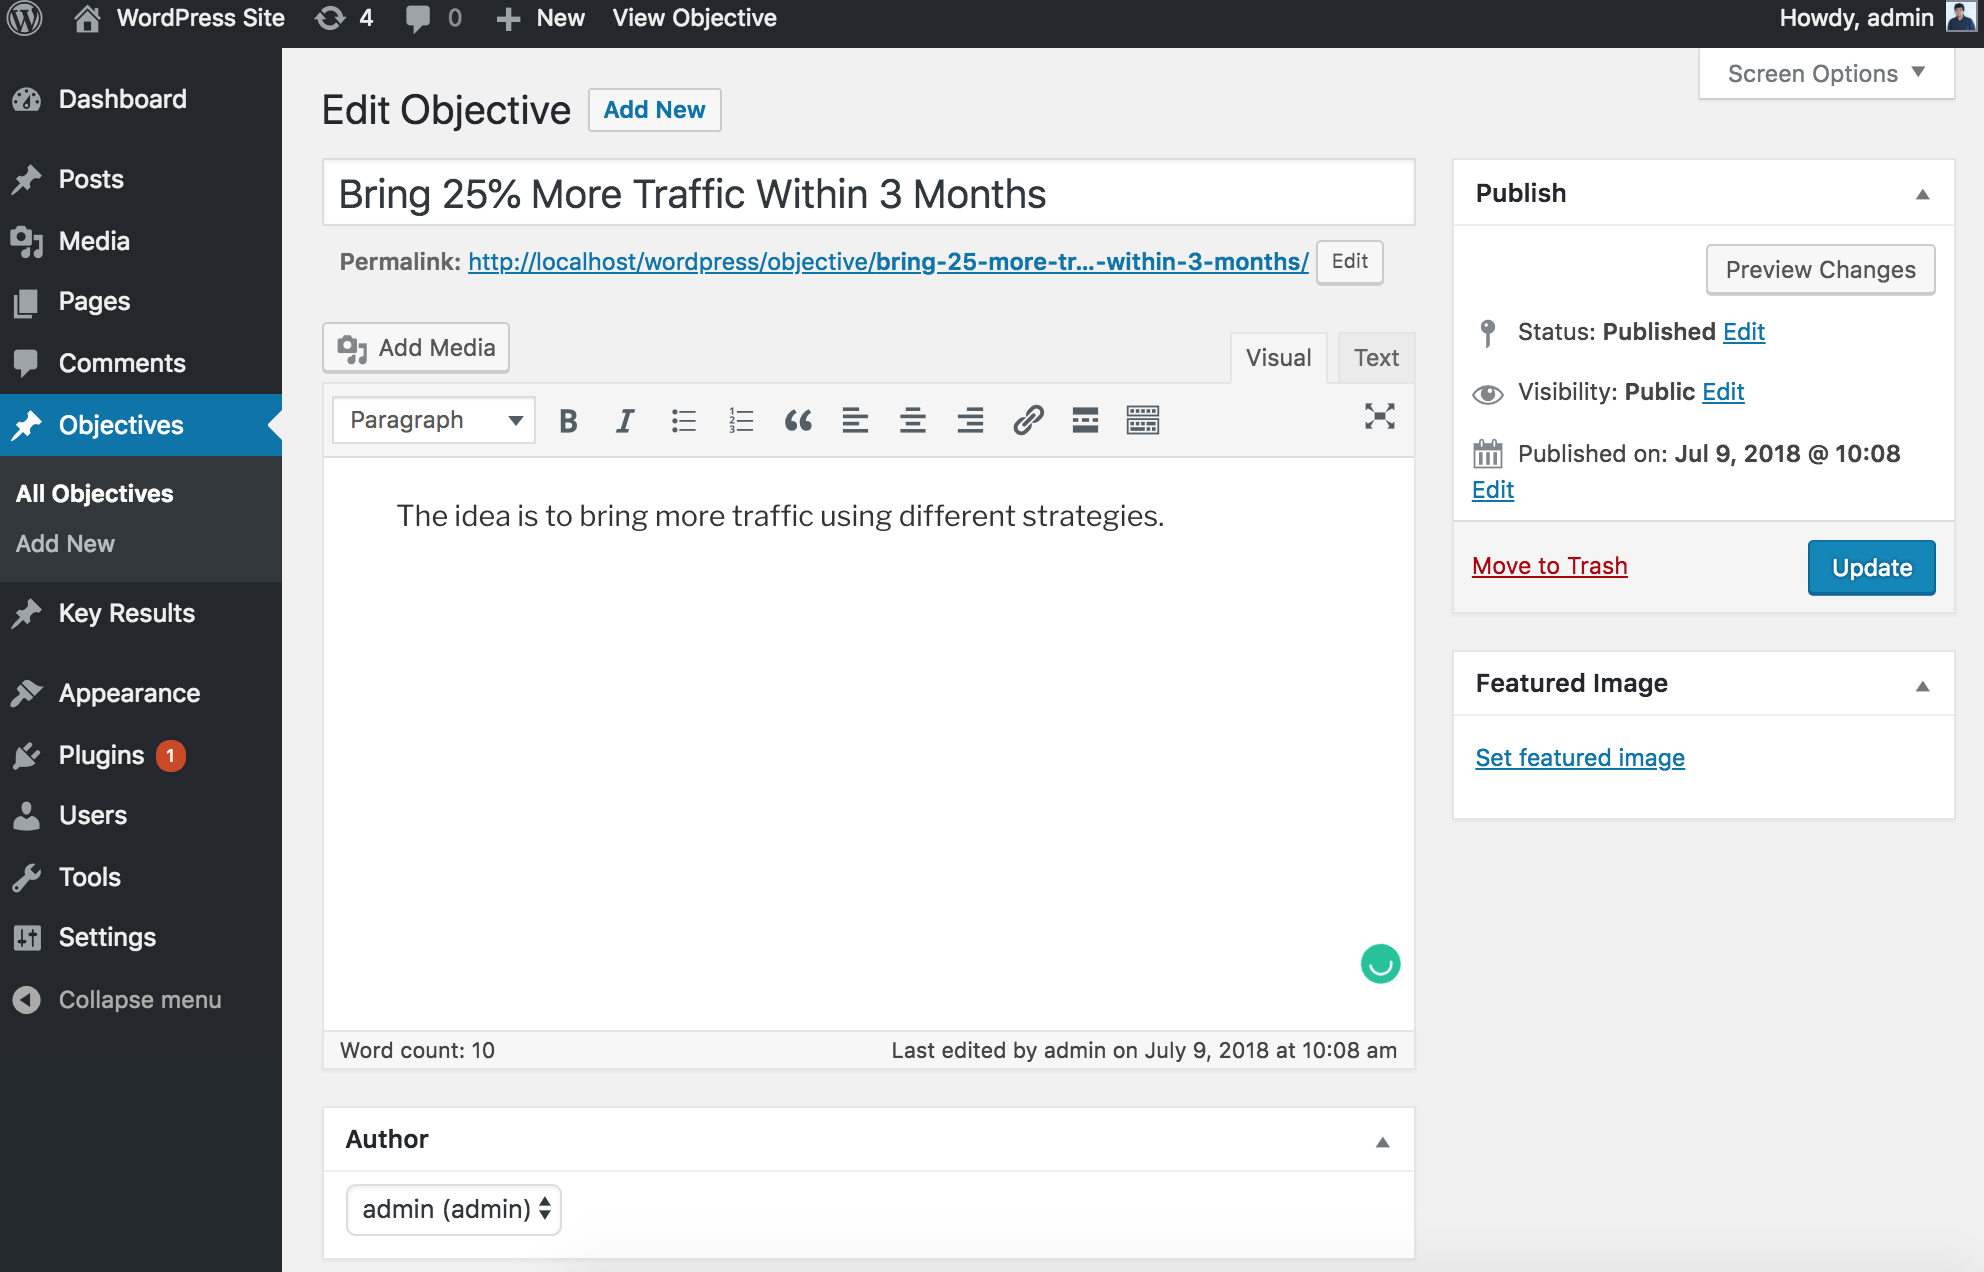 WordPress Site 4 0 New View Objective Howdy, admin
Screen Options
Dashboard
Posts
Media
Pages
Comments
Objectives
All Objectives
Add New
Key Results
Appearance
Plugins 1
Users
Tools
Settings
Collapse menu
Edit Objective Add New
Bring 25% More Traffic Within 3 Months
Permalink: http://localhost/wordpress/objective/bring-25-more-tr...-within-3-months/ Edit
Add Media
Visual Text
Paragraph B I
The idea is to bring more traffic using different strategies.
Word count: 10 Last edited by admin on July 9, 2018 at 10:08 am
Author
admin (admin)
Publish
Preview Changes
Status: Published Edit
Visibility: Public Edit
Published on: Jul 9, 2018 @ 10:08
Edit
Move to Trash Update
Featured Image
Set featured image